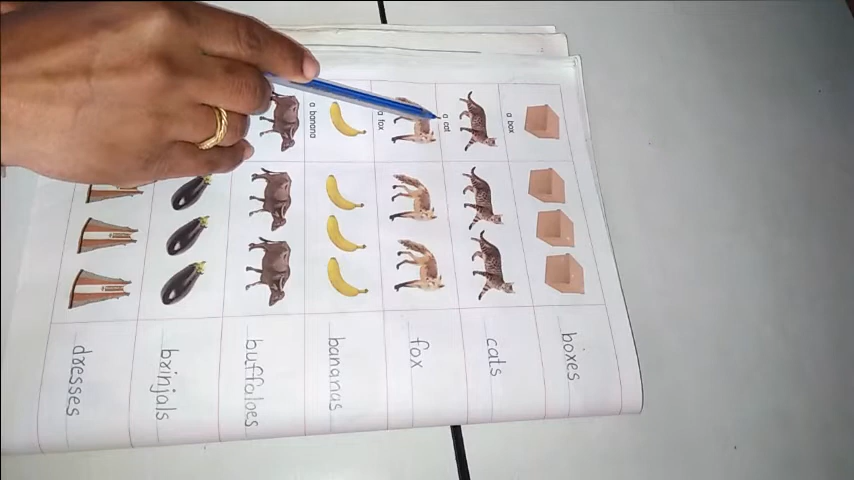 a box
boxes
a cat
cats
a fox
fox
a banana
bananas
buffaloes
brinjals
dresses